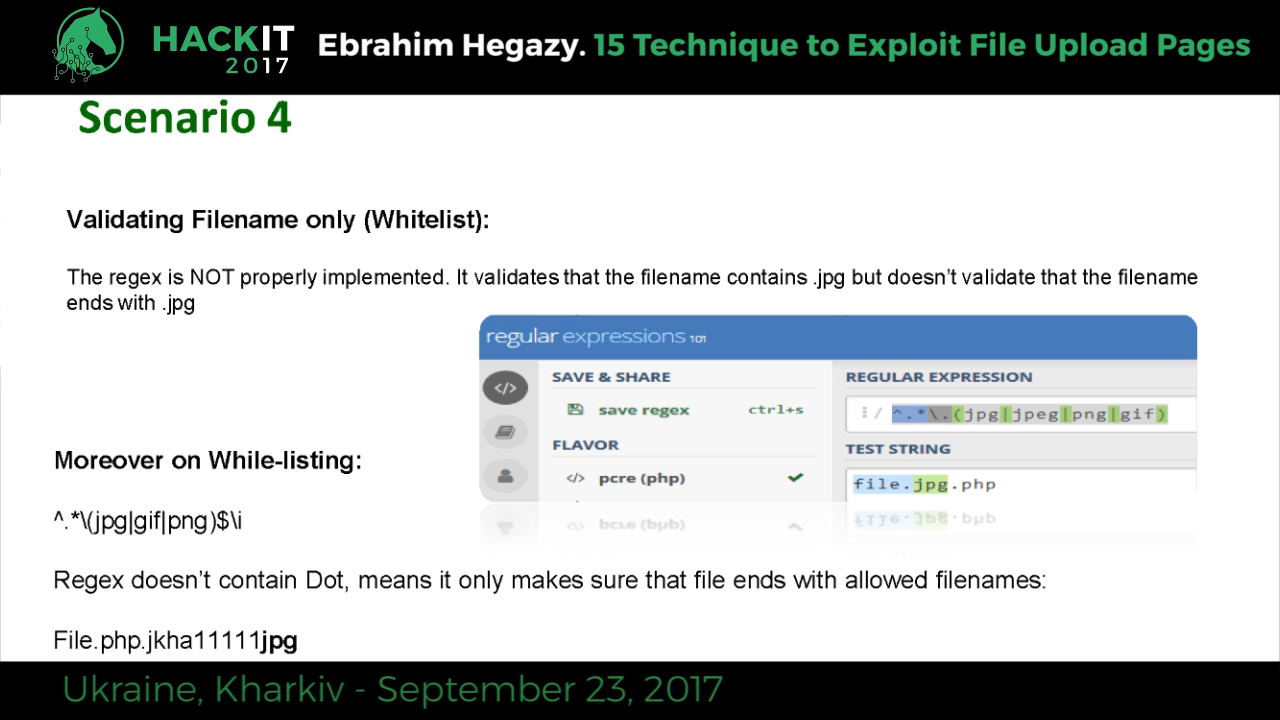 HACKIT
2017
Ebrahim Hegazy. 15 Technique to Exploit File Upload Pages
Scenario 4
Validating Filename only (Whitelist):
The regex is NOT properly implemented. It validates that the filename contains .jpg but doesn't validate that the filename
ends with .jpg
regular expressions 101
</>
SAVE & SHARE
save regex ctrl+s
FLAVOR
</> pcre (php)
REGULAR EXPRESSION
/ ^.*\.(jpg|jpeg|png|gif)
TEST STRING
file.jpg.php
Moreover on While-listing:
^.*\(jpg|gif|png)$\i
Regex doesn't contain Dot, means it only makes sure that file ends with allowed filenames:
File.php.jkha11111jpg
Ukraine, Kharkiv - September 23, 2017